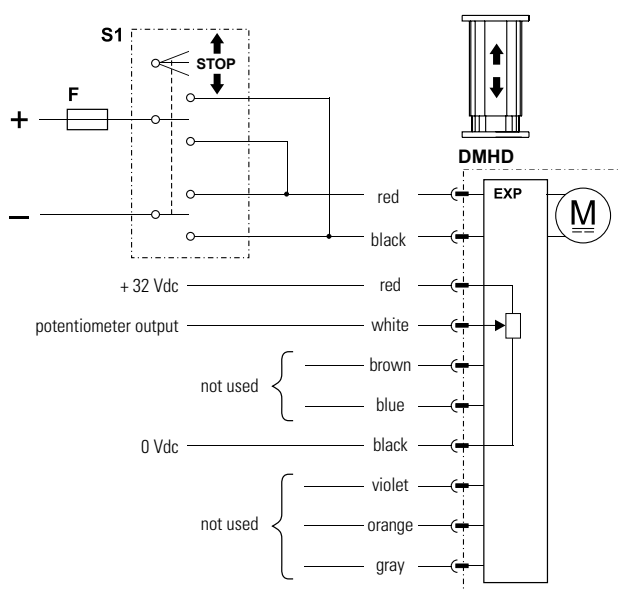 S1
STOP
F
+
–
DMHD
red
EXP
M
black
+ 32 Vdc
red
potentiometer output
white
brown
not used
blue
0 Vdc
black
violet
not used
orange
gray